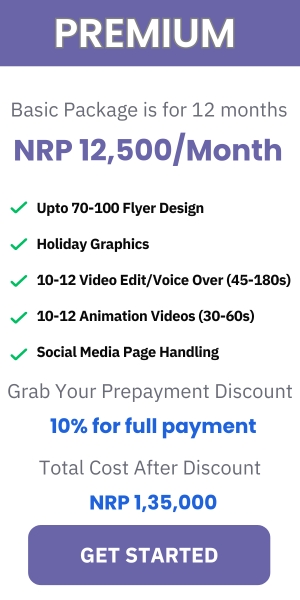 PREMIUM
Basic Package is for 12 months
NRP 12,500/Month
Upto 70-100 Flyer Design
Holiday Graphics
10-12 Video Edit/Voice Over (45-180s)
10-12 Animation Videos (30-60s)
Social Media Page Handling
Grab Your Prepayment Discount
10% for full payment
Total Cost After Discount
NRP 1,35,000
GET STARTED